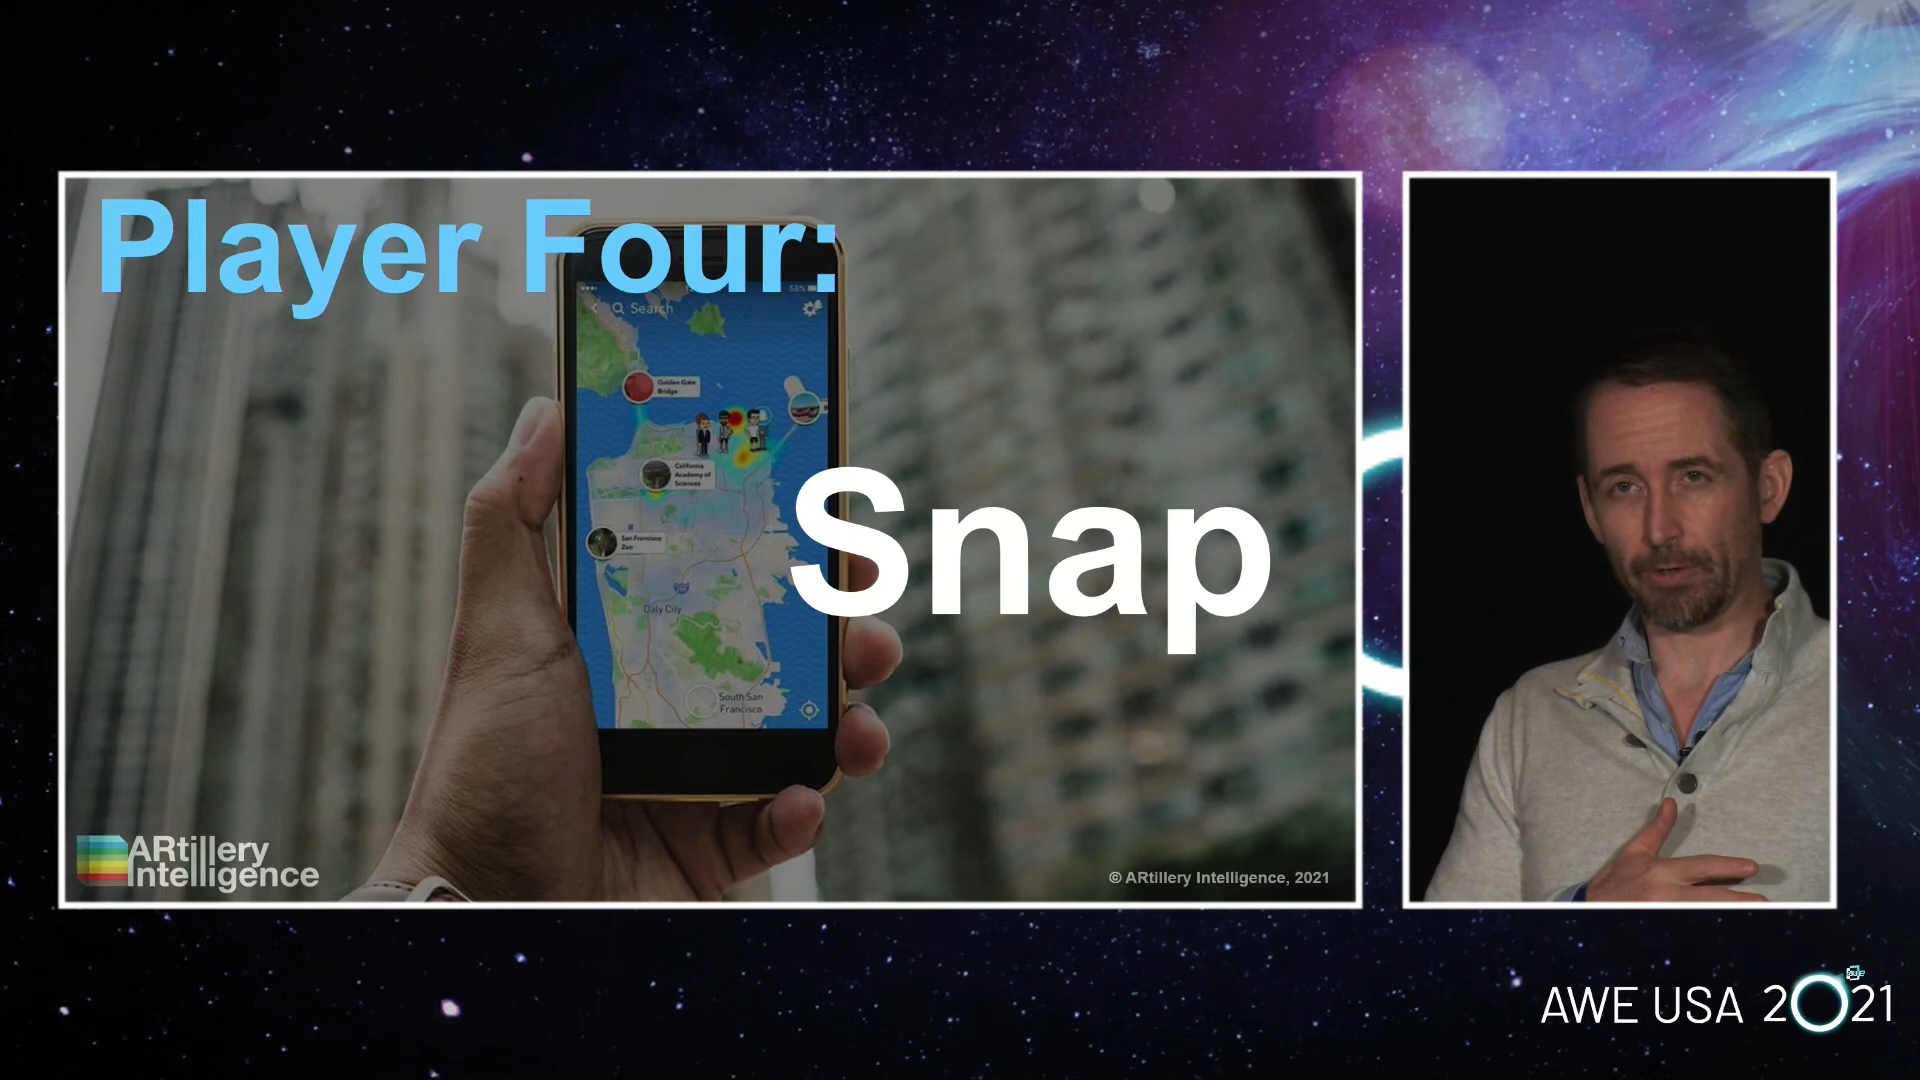 Player Four:
58%
Search
Golden Gate
Bridge
California
Academy of
Sciences
San Francisco
Zoo
Snap
Daly City
South San
Francisco
ARtillery
Intelligence
© ARtillery Intelligence, 2021
AWE USA 2021